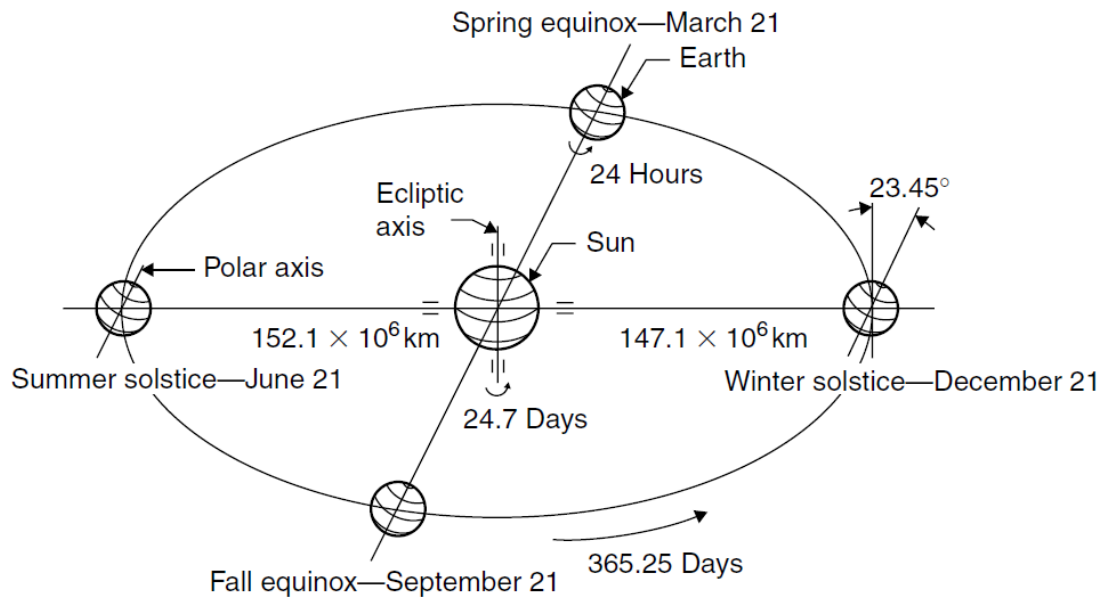 Spring equinox—March 21
Earth
24 Hours
23.45°
Ecliptic
axis
Sun
Polar axis
152.1 × 10⁶ km
147.1 × 10⁶ km
Summer solstice—June 21
Winter solstice—December 21
24.7 Days
365.25 Days
Fall equinox—September 21